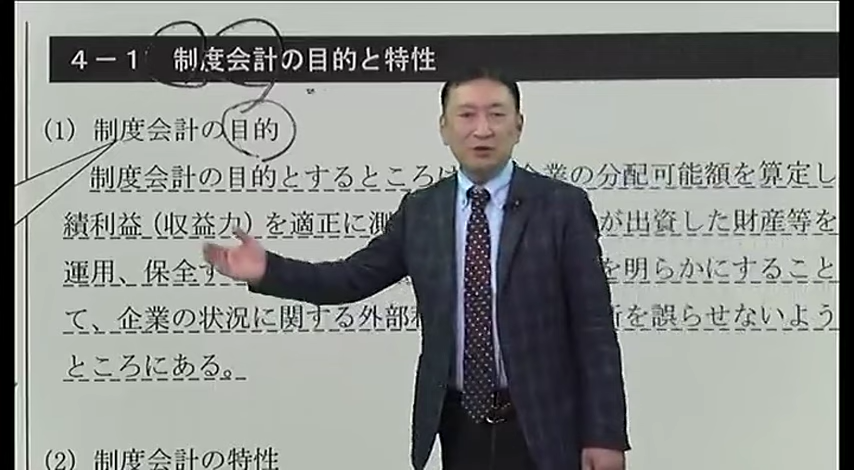 4－1 制度会計の目的と特性
(1) 制度会計の目的
制度会計の目的とするところは 企業の分配可能額を算定し
績利益（収益力）を適正に測 が出資した財産等を
運用、保全す を明らかにすること
て、企業の状況に関する外部利 を誤らせないよう
ところにある。
(2) 制度会計の特性